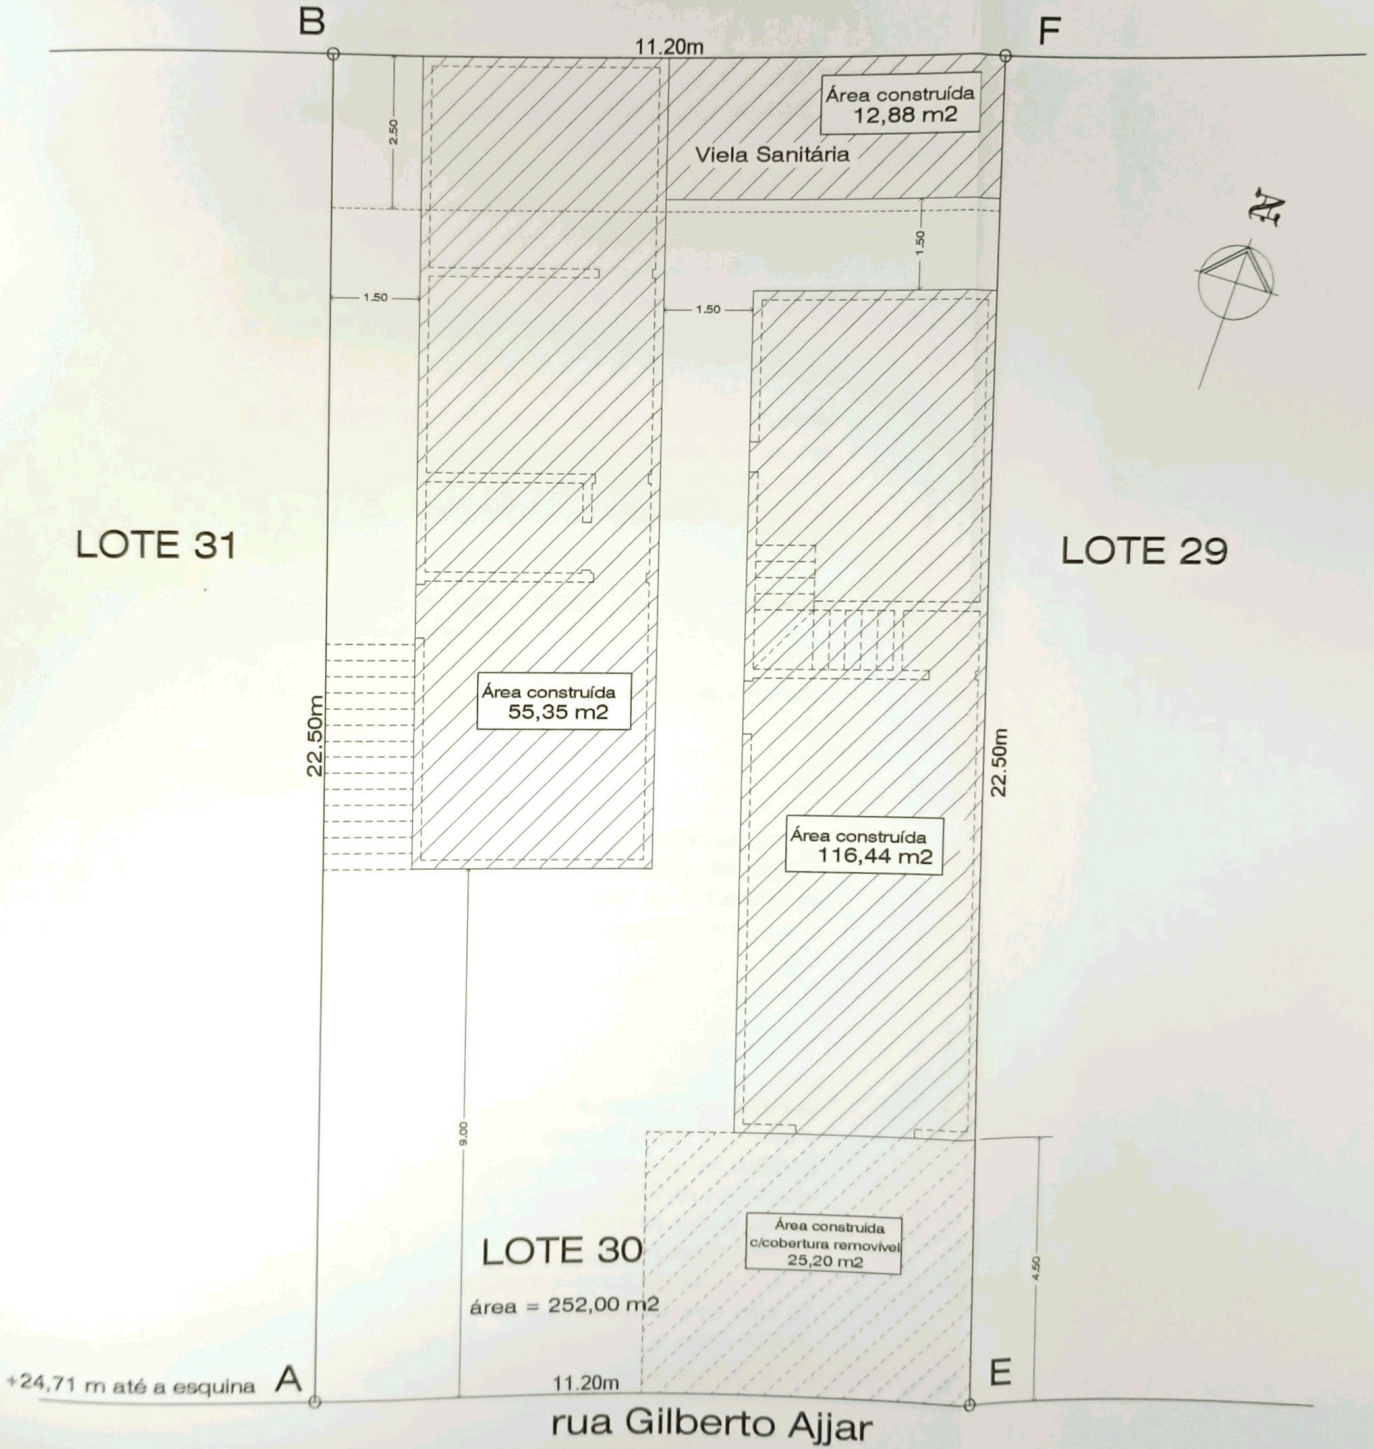 B
11.20m
F
Área construída
12,88 m2
2.50
Viela Sanitária
N
1.50
1.50
1.50
LOTE 31
LOTE 29
Área construída
55,35 m2
22.50m
22.50m
Área construída
116,44 m2
9.00
Área construída
c/cobertura removível
25,20 m2
LOTE 30
4.50
área = 252,00 m2
+24,71 m até a esquina
A
11.20m
E
rua Gilberto Ajjar